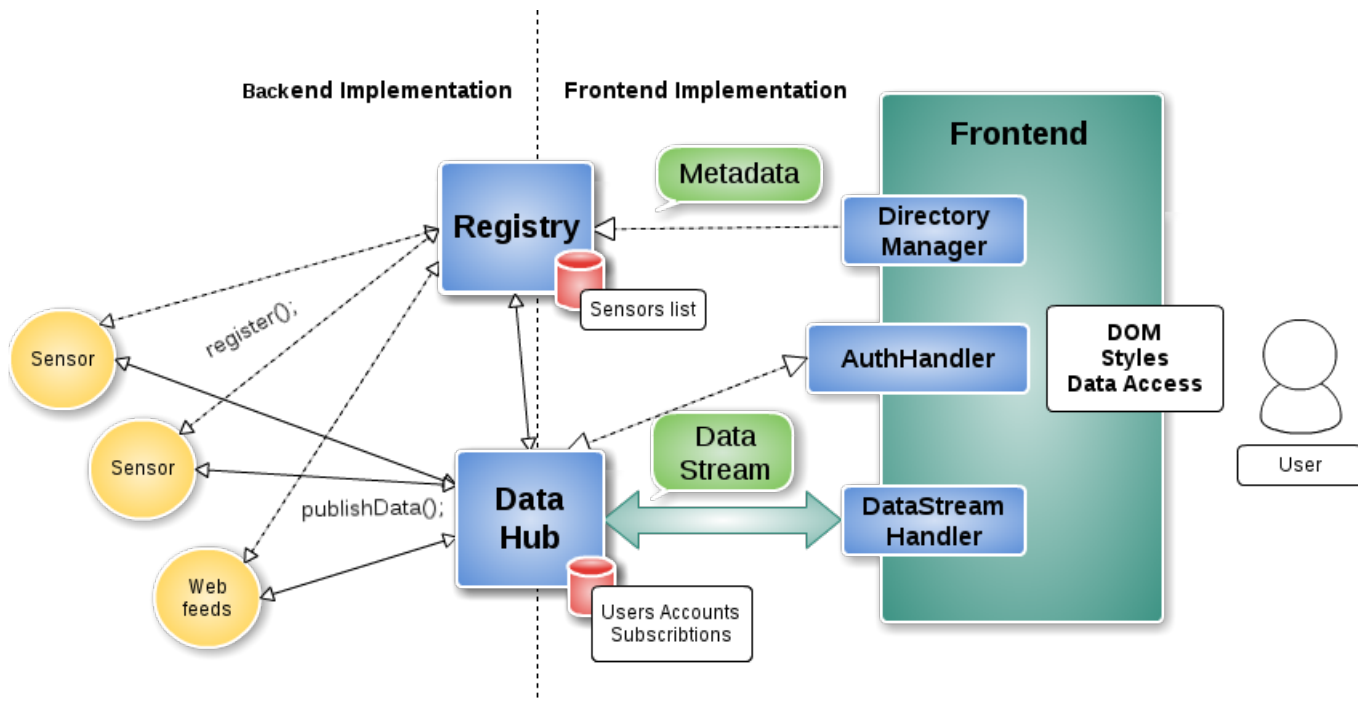 Backend Implementation
Frontend Implementation
Frontend
Metadata
Registry
Directory
Manager
Sensors list
register();
Sensor
AuthHandler
DOM
Styles
Data Access
Sensor
Data
Stream
User
publishData();
Data
Hub
DataStream
Handler
Web
feeds
Users Accounts
Subscribtions